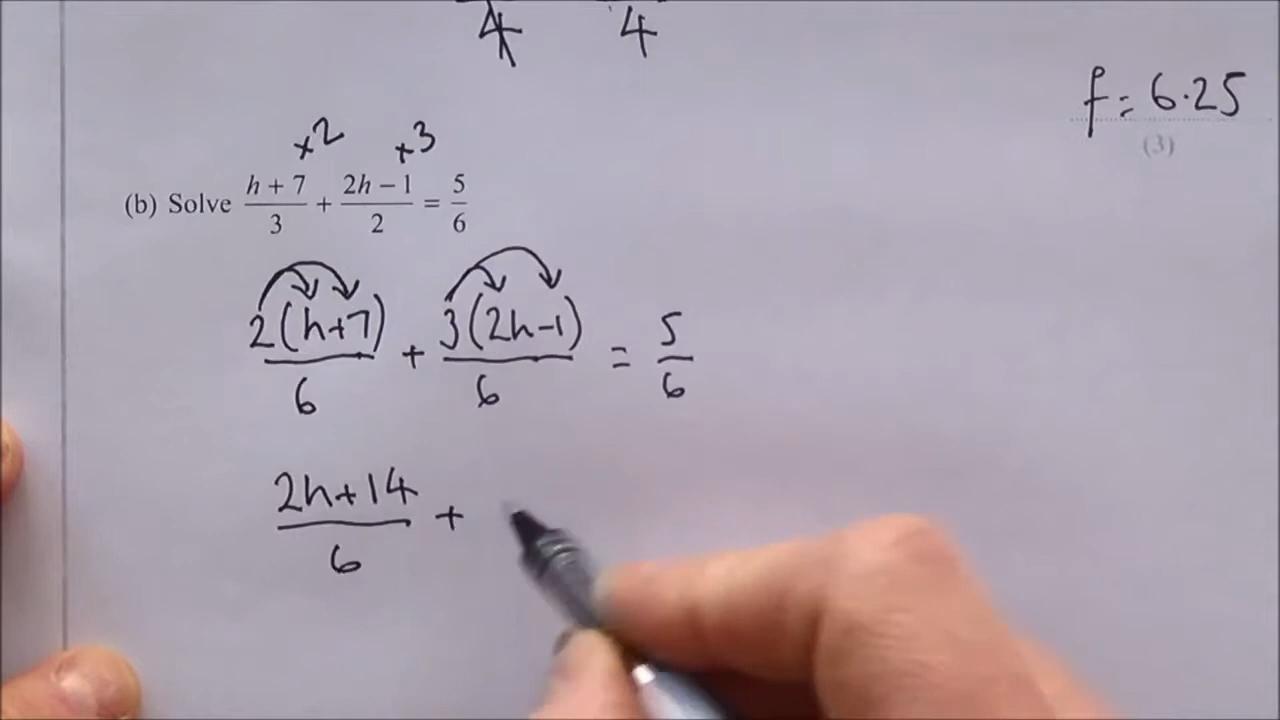 4 4
f = 6.25
(3)
×2 ×3
(b) Solve (h + 7)/3 + (2h − 1)/2 = 5/6
2(h+7)/6 + 3(2h−1)/6 = 5/6
2h+14/6 +